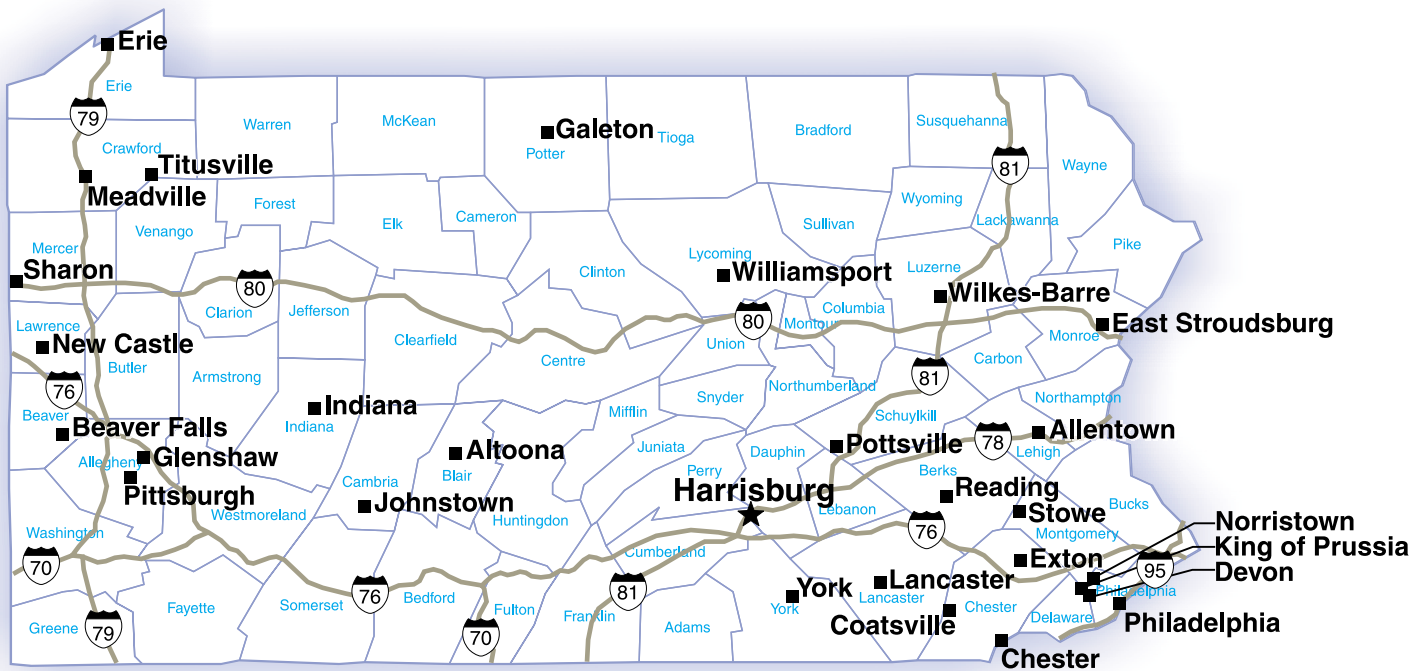 Erie
Erie
79
Warren
McKean
Galeton
Potter
Tioga
Bradford
Susquehanna
81
Wayne
Crawford
Titusville
Meadville
Forest
Venango
Elk
Cameron
Wyoming
Lackawanna
Sullivan
Pike
Mercer
Sharon
80
Clinton
Lycoming
Williamsport
Luzerne
Wilkes-Barre
Clarion
Jefferson
Columbia
Montour
80
East Stroudsburg
Monroe
Lawrence
New Castle
Butler
Clearfield
Centre
Union
Carbon
Armstrong
76
81
Northumberland
Snyder
Northampton
Beaver
Beaver Falls
Indiana
Indiana
Mifflin
Schuylkill
78
Allentown
Lehigh
Allegheny
Glenshaw
Pittsburgh
Altoona
Blair
Juniata
Perry
Dauphin
Pottsville
Berks
Cambria
Johnstown
Harrisburg
Reading
Stowe
Bucks
Westmoreland
Huntingdon
Lebanon
Washington
76
Montgomery
Norristown
King of Prussia
Devon
95
70
Cumberland
Exton
Fayette
Somerset
76
Bedford
Fulton
Franklin
81
York
York
Lancaster
Lancaster
Coatsville
Chester
Philadelphia
Delaware
Philadelphia
Greene
79
70
Adams
Chester